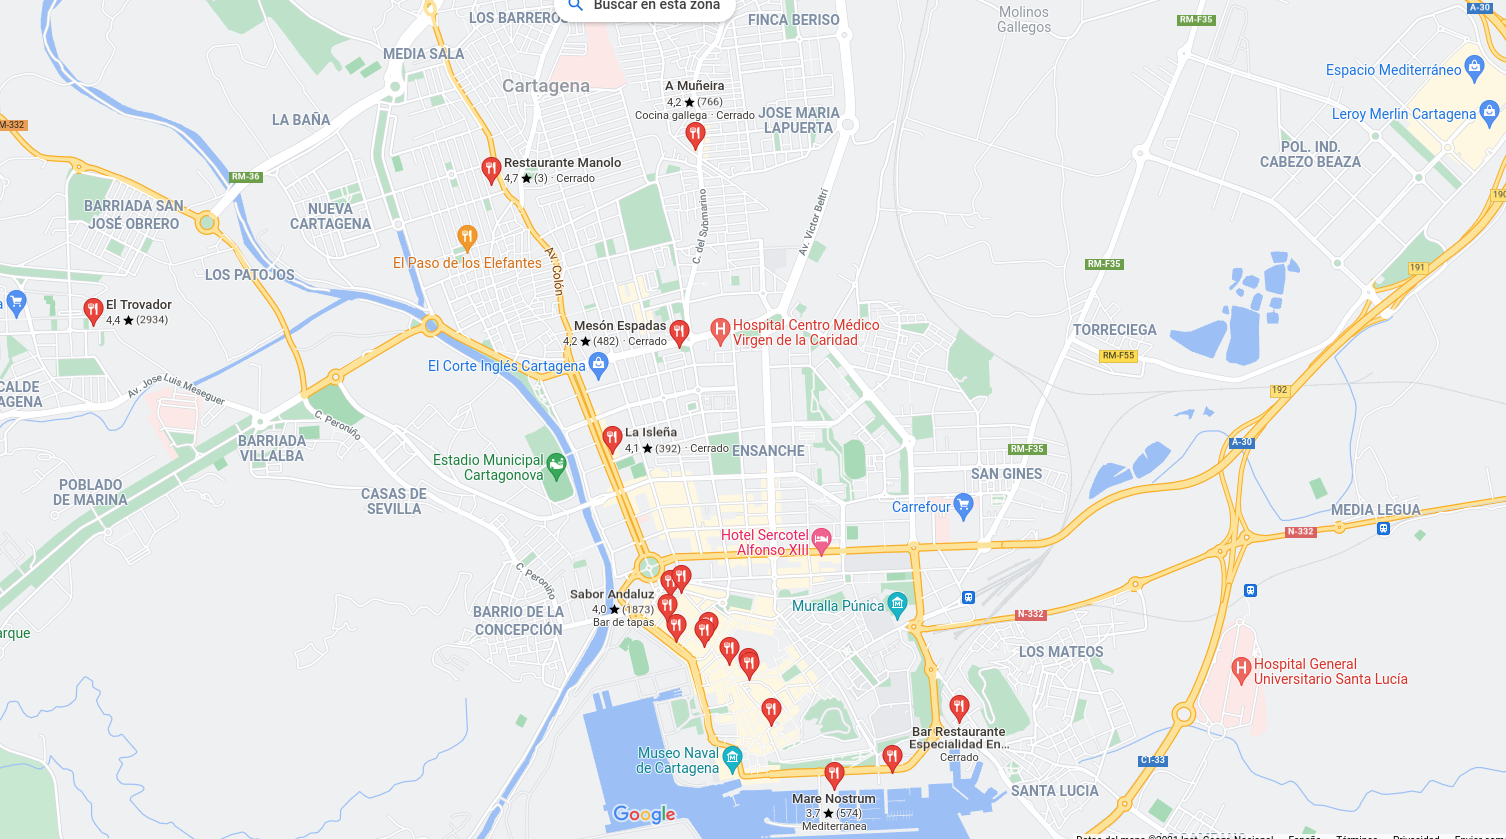 Buscar en esta zona
LOS BARREROS
FINCA BERISO
Molinos
Gallegos
RM-F35
A-30
MEDIA SALA
Cartagena
A Muñeira
4,2 ★ (766)
Cocina gallega · Cerrado
JOSE MARIA
LAPUERTA
Espacio Mediterráneo
Leroy Merlin Cartagena
LA BAÑA
M-332
POL. IND.
CABEZO BEAZA
Restaurante Manolo
4,7 ★ (3) · Cerrado
RM-36
BARRIADA SAN
JOSÉ OBRERO
NUEVA
CARTAGENA
C. del Submarino
Av. Víctor Beltrí
190
El Paso de los Elefantes
Av. Colón
LOS PATOJOS
RM-F35
191
El Trovador
4,4 ★ (2934)
Mesón Espadas
4,2 ★ (482) · Cerrado
Hospital Centro Médico
Virgen de la Caridad
TORRECIEGA
RM-F55
El Corte Inglés Cartagena
CALDE
AGENA
Av. Jose Luis Meseguer
192
C. Peroniño
La Isleña
4,1 ★ (392) · Cerrado
ENSANCHE
BARRIADA
VILLALBA
Estadio Municipal
Cartagonova
RM-F35
A-30
SAN GINES
POBLADO
DE MARINA
CASAS DE
SEVILLA
Carrefour
MEDIA LEGUA
Hotel Sercotel
Alfonso XIII
N-332
C. Peroniño
Sabor Andaluz
4,0 ★ (1873)
Bar de tapas
BARRIO DE LA
CONCEPCIÓN
Muralla Púnica
N-332
arque
LOS MATEOS
Hospital General
Universitario Santa Lucía
Bar Restaurante
Especialidad En...
Cerrado
Museo Naval
de Cartagena
CT-33
Mare Nostrum
3,7 ★ (574)
Mediterránea
SANTA LUCIA
Google